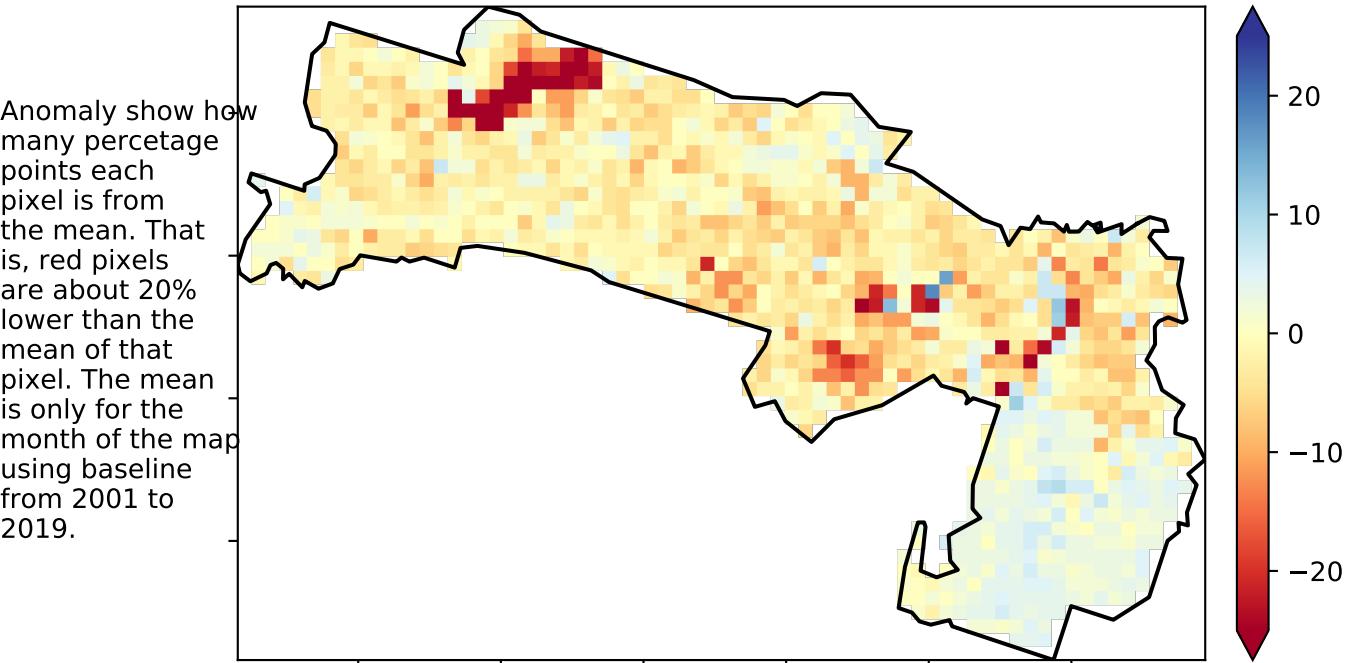 Anomaly show how
many percetage
points each
pixel is from
the mean. That
is, red pixels
are about 20%
lower than the
mean of that
pixel. The mean
is only for the
month of the map
using baseline
from 2001 to
2019.
20
10
0
−10
−20